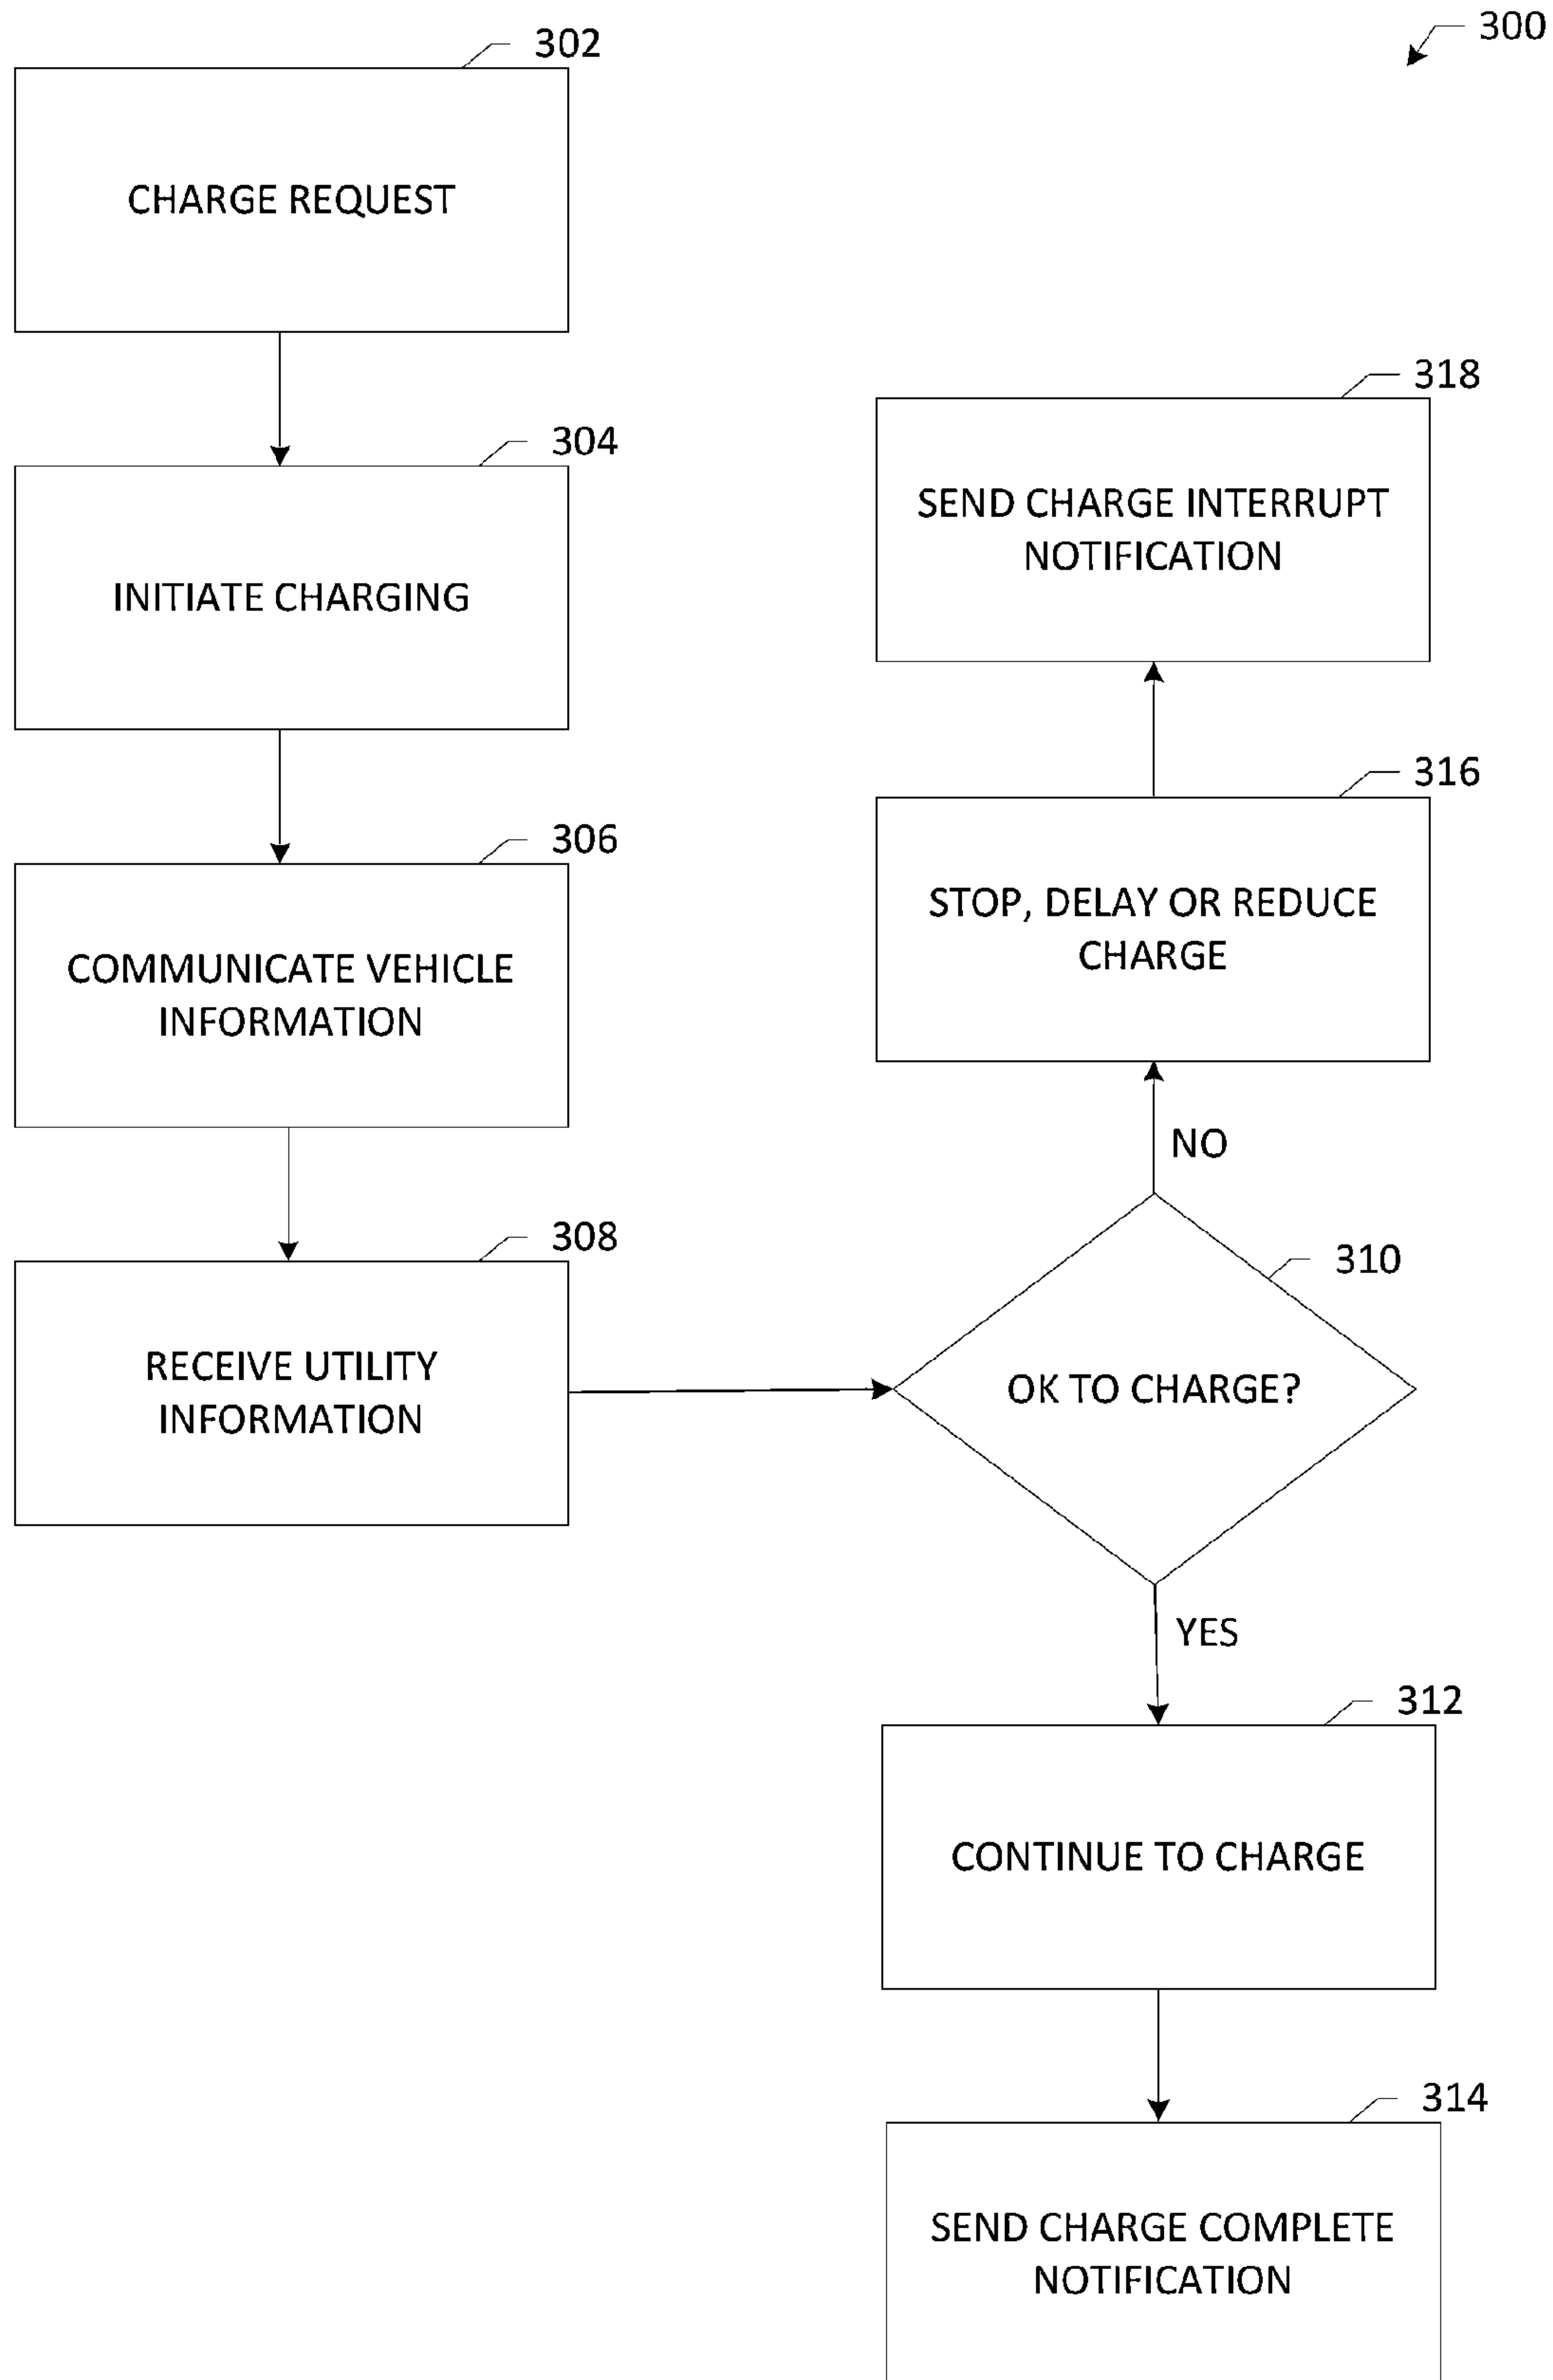 300
302
CHARGE REQUEST
304
INITIATE CHARGING
306
COMMUNICATE VEHICLE
INFORMATION
308
RECEIVE UTILITY
INFORMATION
310
OK TO CHARGE?
NO
316
STOP, DELAY OR REDUCE
CHARGE
318
SEND CHARGE INTERRUPT
NOTIFICATION
YES
312
CONTINUE TO CHARGE
314
SEND CHARGE COMPLETE
NOTIFICATION